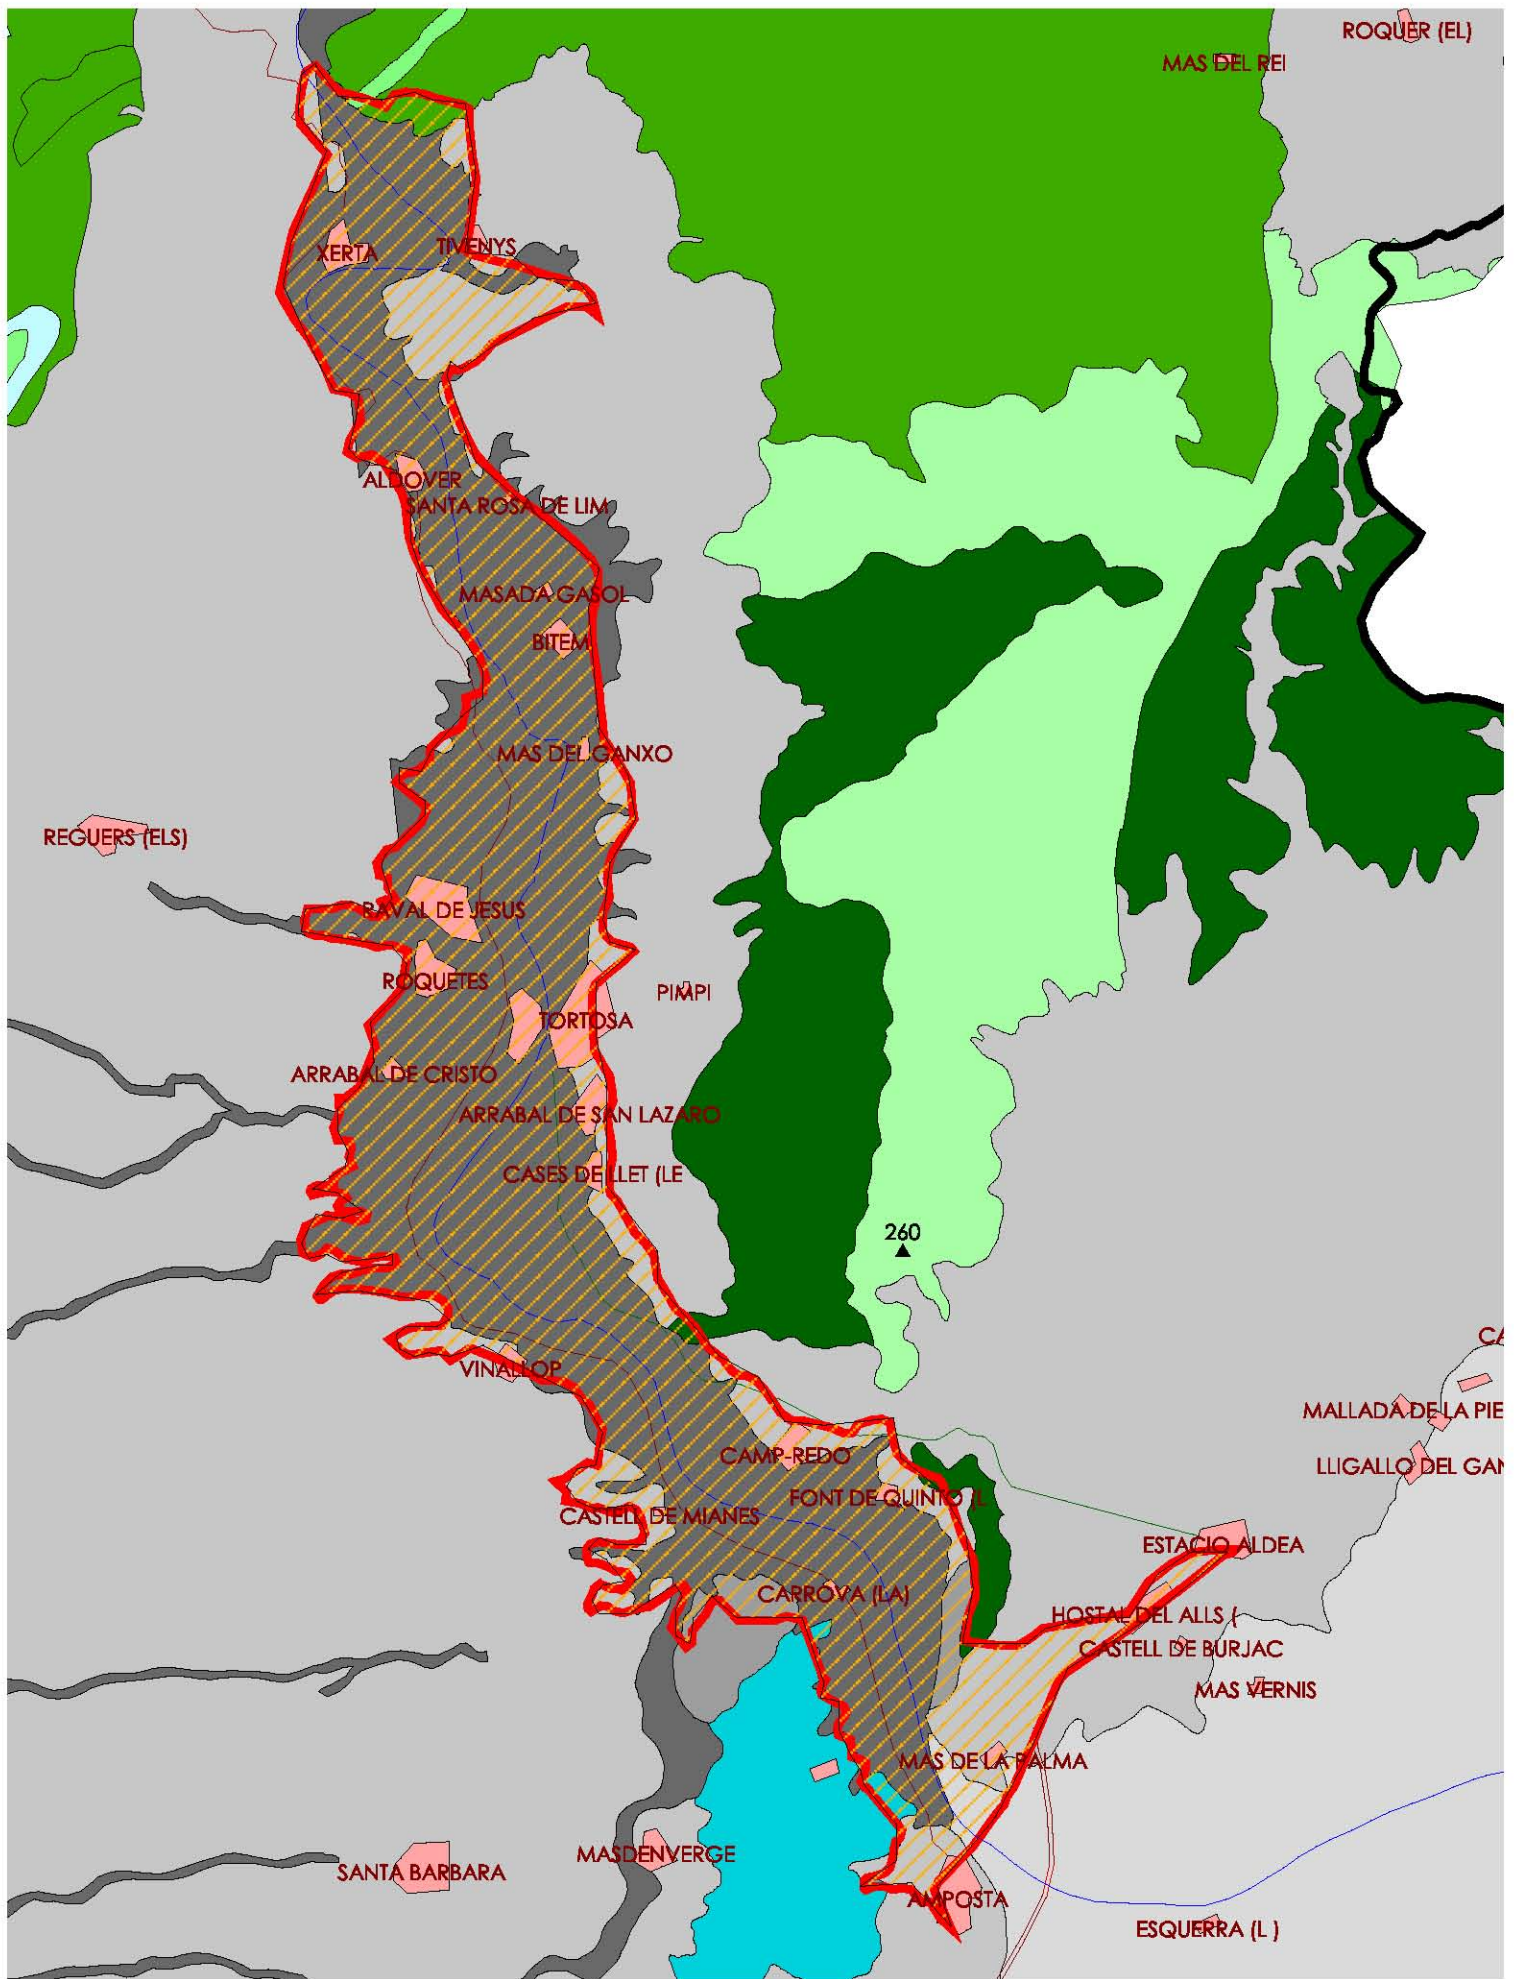 ROQUER (EL)
MAS DEL REI
XERTA
TIVENYS
ALDOVER
SANTA ROSA DE LIM
MASADA GASOL
BITEM
MAS DEL GANXO
REGUERS (ELS)
RAVAL DE JESUS
ROQUETES
PIMPI
TORTOSA
ARRABAL DE CRISTO
ARRABAL DE SAN LAZARO
CASES DE LLET (LE
260
CA
VINALLOP
MALLADA DE LA PIE
CAMP-REDO
LLIGALLO DEL GAN
FONT DE QUINTO (L
CASTELL DE MIANES
ESTACIO ALDEA
CARROVA (LA)
HOSTAL DEL ALLS (
CASTELL DE BURJAC
MAS VERNIS
MAS DE LA PALMA
MASDENVERGE
SANTA BARBARA
AMPOSTA
ESQUERRA (L )